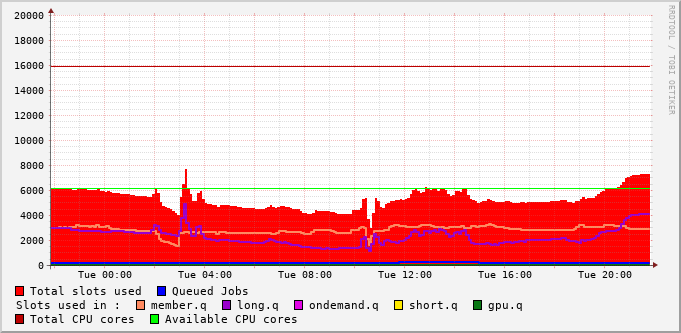 20000
18000
16000
14000
12000
10000
8000
6000
4000
2000
0
Tue 00:00 Tue 04:00 Tue 08:00 Tue 12:00 Tue 16:00 Tue 20:00
Total slots used Queued Jobs
Slots used in : member.q long.q ondemand.q short.q gpu.q
Total CPU cores Available CPU cores
RRDTOOL / TOBI OETIKER